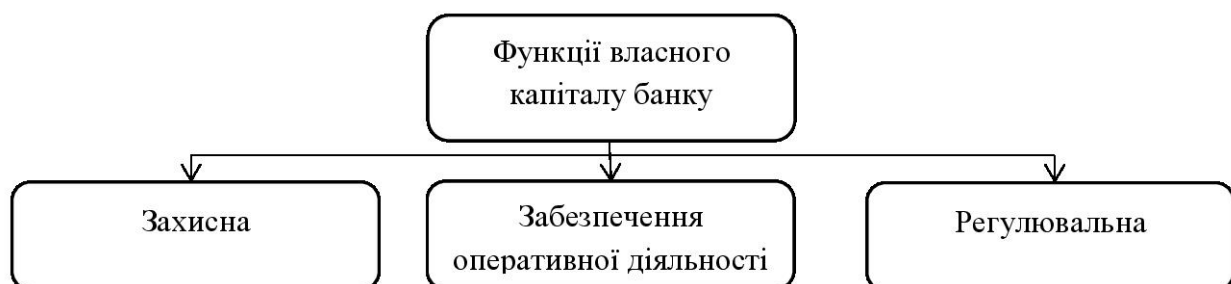 Функції власного
капіталу банку
Захисна
Забезпечення
оперативної діяльності
Регулювальна